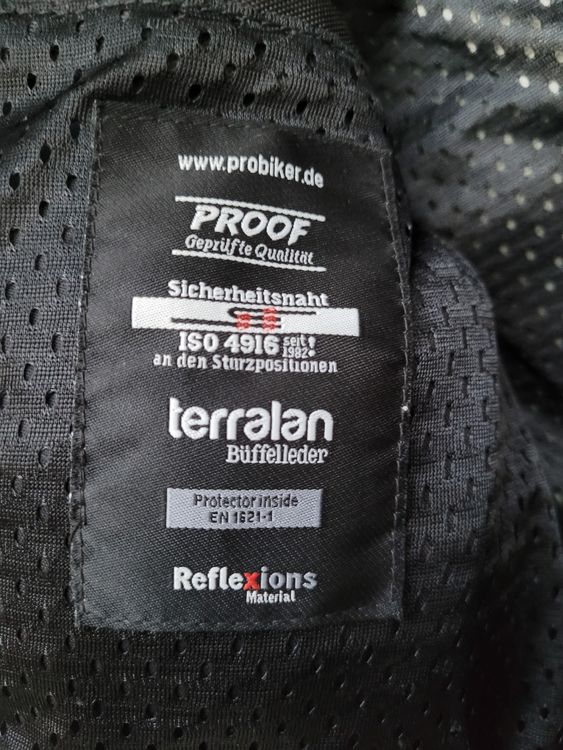 www.probiker.de
PROOF
Geprüfte Qualität
Sicherheitsnaht
ISO 4916 seit 1982!
an den Sturzpositionen
terralan
Büffelleder
Protector inside
EN 1621-1
Reflexions
Material